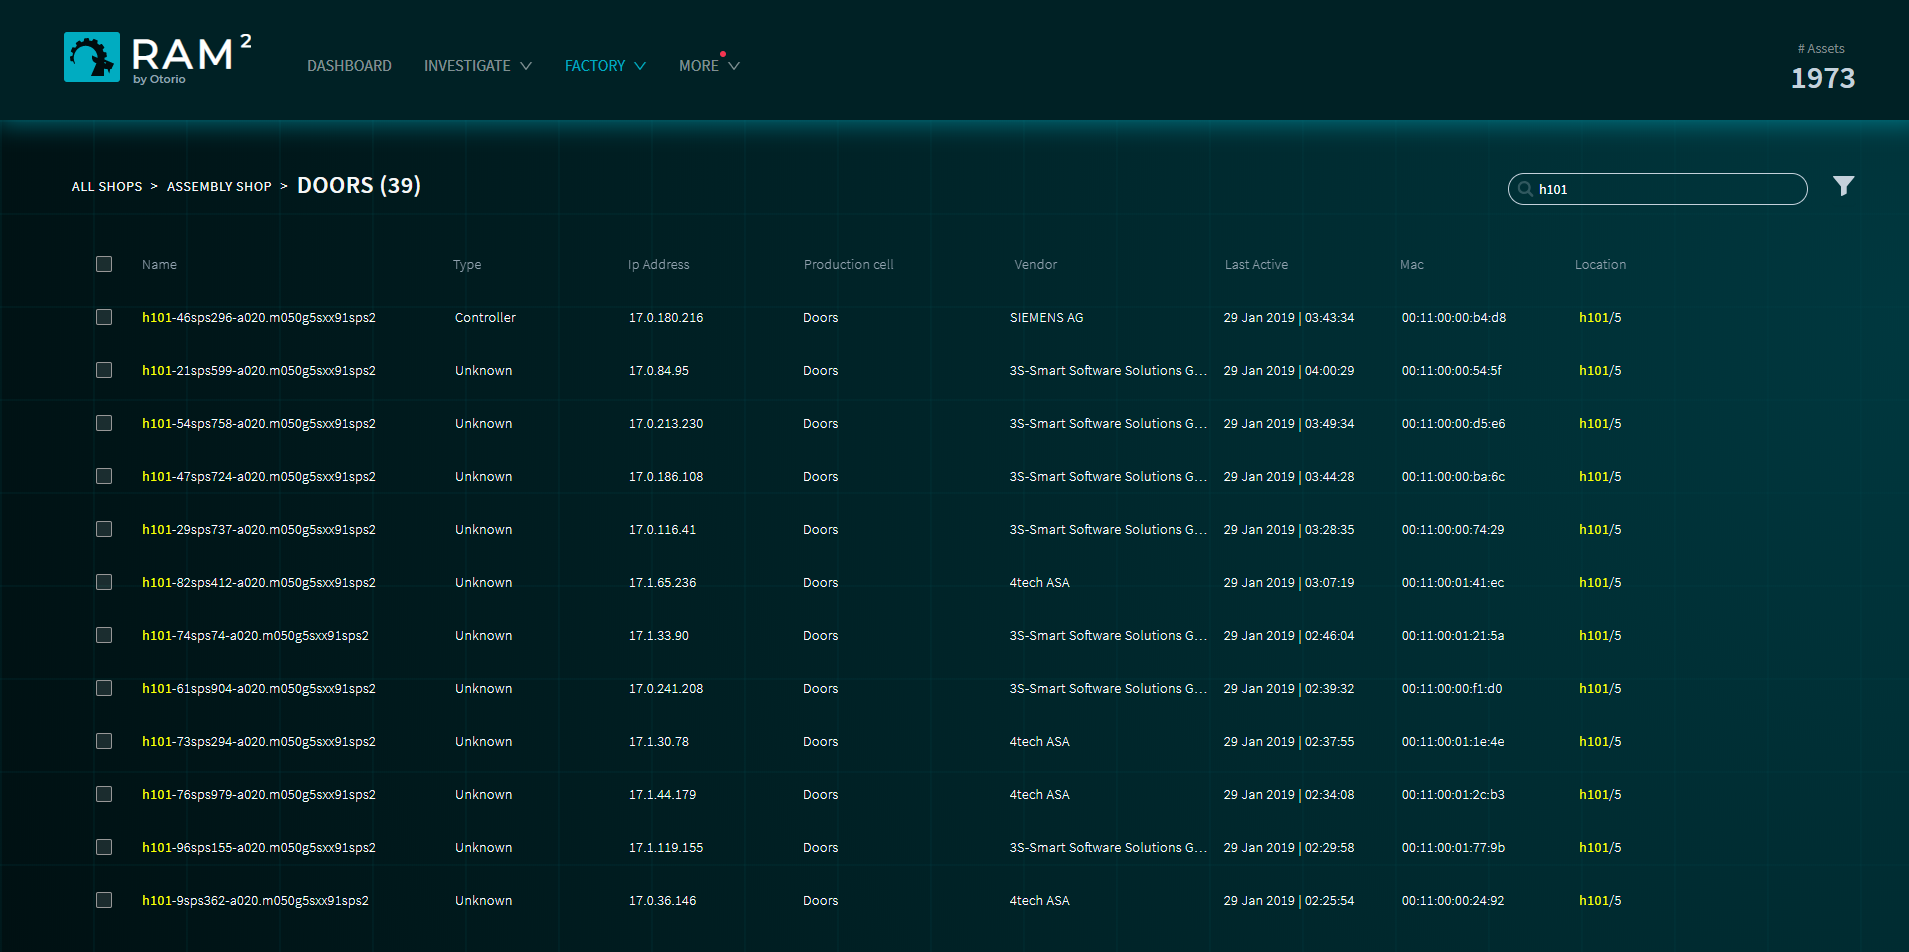 RAM 2
by Otorio
DASHBOARD INVESTIGATE FACTORY MORE
# Assets
1973
ALL SHOPS > ASSEMBLY SHOP > DOORS (39)
h101
Name Type Ip Address Production cell Vendor Last Active Mac Location
h101-46sps296-a020.m050g5sxx91sps2 Controller 17.0.180.216 Doors SIEMENS AG 29 Jan 2019 | 03:43:34 00:11:00:00:b4:d8 h101/5
h101-21sps599-a020.m050g5sxx91sps2 Unknown 17.0.84.95 Doors 3S-Smart Software Solutions G... 29 Jan 2019 | 04:00:29 00:11:00:00:54:5f h101/5
h101-54sps758-a020.m050g5sxx91sps2 Unknown 17.0.213.230 Doors 3S-Smart Software Solutions G... 29 Jan 2019 | 03:49:34 00:11:00:00:d5:e6 h101/5
h101-47sps724-a020.m050g5sxx91sps2 Unknown 17.0.186.108 Doors 3S-Smart Software Solutions G... 29 Jan 2019 | 03:44:28 00:11:00:00:ba:6c h101/5
h101-29sps737-a020.m050g5sxx91sps2 Unknown 17.0.116.41 Doors 3S-Smart Software Solutions G... 29 Jan 2019 | 03:28:35 00:11:00:00:74:29 h101/5
h101-82sps412-a020.m050g5sxx91sps2 Unknown 17.1.65.236 Doors 4tech ASA 29 Jan 2019 | 03:07:19 00:11:00:01:41:ec h101/5
h101-74sps74-a020.m050g5sxx91sps2 Unknown 17.1.33.90 Doors 3S-Smart Software Solutions G... 29 Jan 2019 | 02:46:04 00:11:00:01:21:5a h101/5
h101-61sps904-a020.m050g5sxx91sps2 Unknown 17.0.241.208 Doors 3S-Smart Software Solutions G... 29 Jan 2019 | 02:39:32 00:11:00:00:f1:d0 h101/5
h101-73sps294-a020.m050g5sxx91sps2 Unknown 17.1.30.78 Doors 4tech ASA 29 Jan 2019 | 02:37:55 00:11:00:01:1e:4e h101/5
h101-76sps979-a020.m050g5sxx91sps2 Unknown 17.1.44.179 Doors 4tech ASA 29 Jan 2019 | 02:34:08 00:11:00:01:2c:b3 h101/5
h101-96sps155-a020.m050g5sxx91sps2 Unknown 17.1.119.155 Doors 3S-Smart Software Solutions G... 29 Jan 2019 | 02:29:58 00:11:00:01:77:9b h101/5
h101-9sps362-a020.m050g5sxx91sps2 Unknown 17.0.36.146 Doors 4tech ASA 29 Jan 2019 | 02:25:54 00:11:00:00:24:92 h101/5